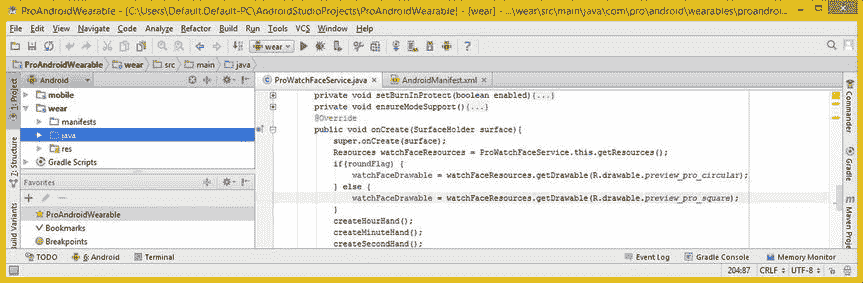 ProAndroidWearable - [C:\Users\Default.Default-PC\AndroidStudioProjects\ProAndroidWearable] - [wear] - ...\wear\src\main\java\com\pro\android\wearables\proandroi...
File Edit View Navigate Code Analyze Refactor Build Run Tools VCS Window Help
wear
ProAndroidWearable wear src main java
1: Project
Android
ProWatchFaceService.java AndroidManifest.xml
mobile
wear
manifests
java
res
Gradle Scripts
Z: Structure
Favorites
ProAndroidWearable
Bookmarks
Breakpoints
Build Variants
private void setBurnInProtect(boolean enabled){...}
private void ensureModeSupport(){...}
@Override
public void onCreate(SurfaceHolder surface){
super.onCreate(surface);
Resources watchFaceResources = ProWatchFaceService.this.getResources();
if(roundFlag) {
watchFaceDrawable = watchFaceResources.getDrawable(R.drawable.preview_pro_circular);
} else {
watchFaceDrawable = watchFaceResources.getDrawable(R.drawable.preview_pro_square);
}
createHourHand();
createMinuteHand();
createSecondHand();
Commander
Gradle
Maven Project
TODO 6: Android Terminal Event Log Gradle Console Memory Monitor
204:87 CRLF UTF-8